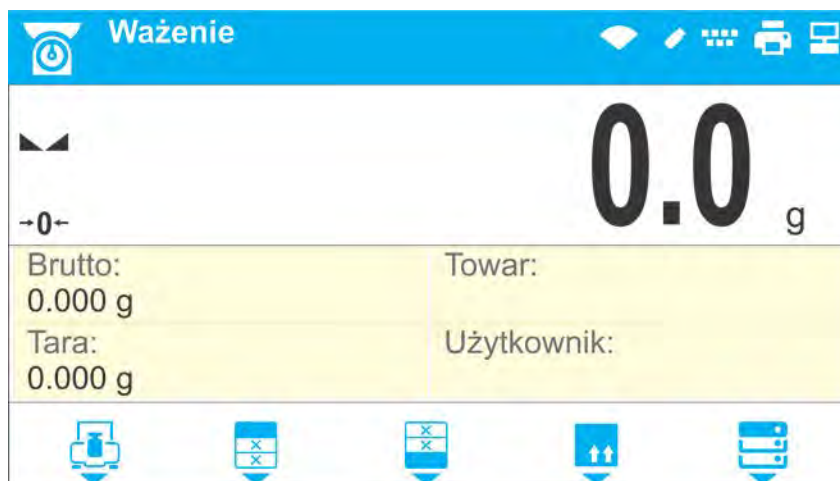 Ważenie
0.0 g
→0←
Brutto:
0.000 g
Towar:
Tara:
0.000 g
Użytkownik: